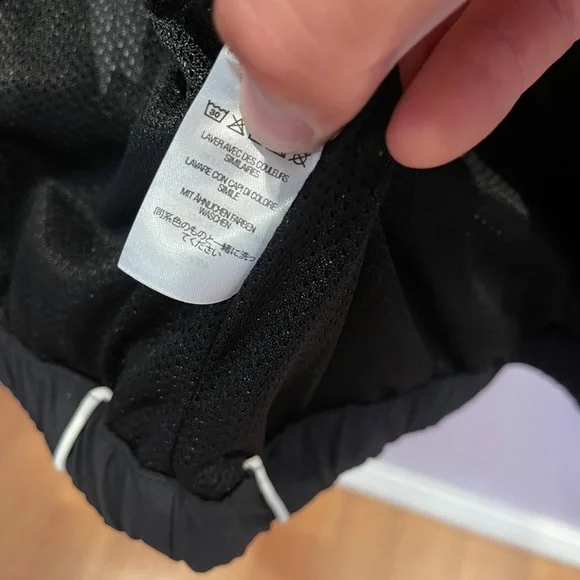 30
LAVER AVEC DES COULEURS
SIMILAIRES
LAVARE CON CAPI DI COLORE
SIMILE
MIT ÄHNLICHEN FARBEN
WASCHEN
同系色のものと一緒に洗っ
てください